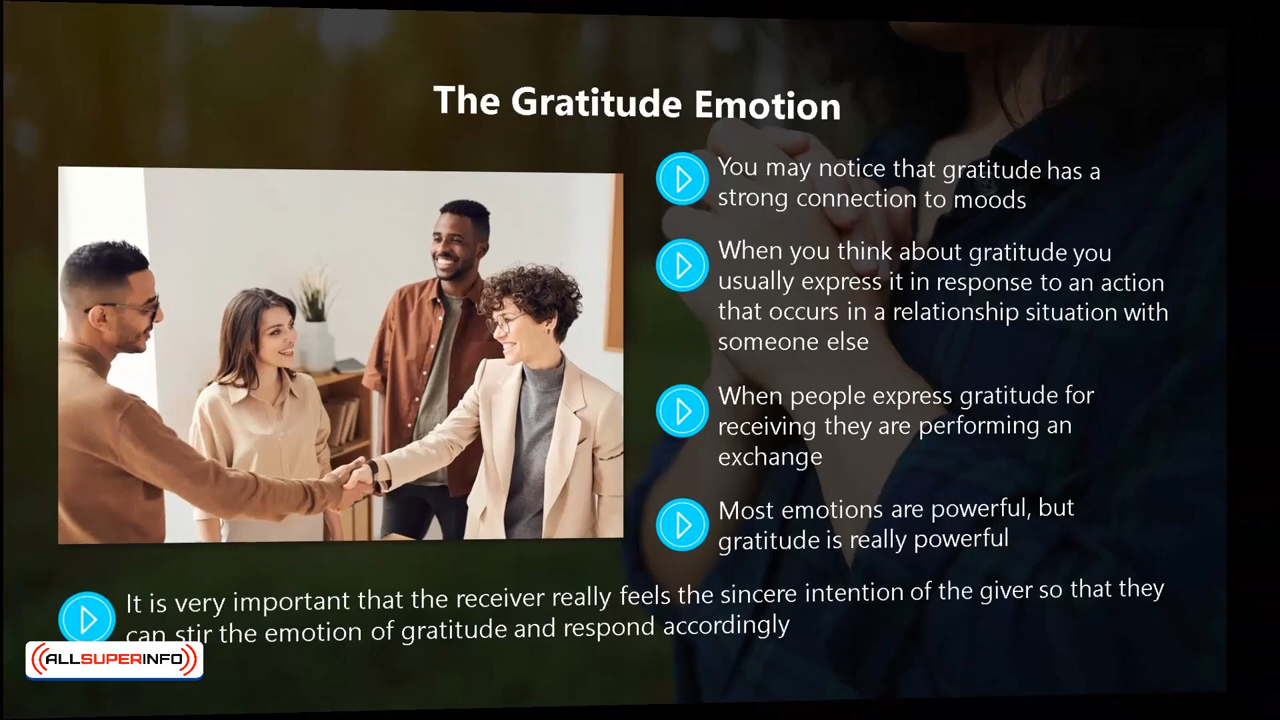 The Gratitude Emotion
You may notice that gratitude has a
strong connection to moods
When you think about gratitude you
usually express it in response to an action
that occurs in a relationship situation with
someone else
When people express gratitude for
receiving they are performing an
exchange
Most emotions are powerful, but
gratitude is really powerful
It is very important that the receiver really feels the sincere intention of the giver so that they
can stir the emotion of gratitude and respond accordingly
ALLSUPERINFO